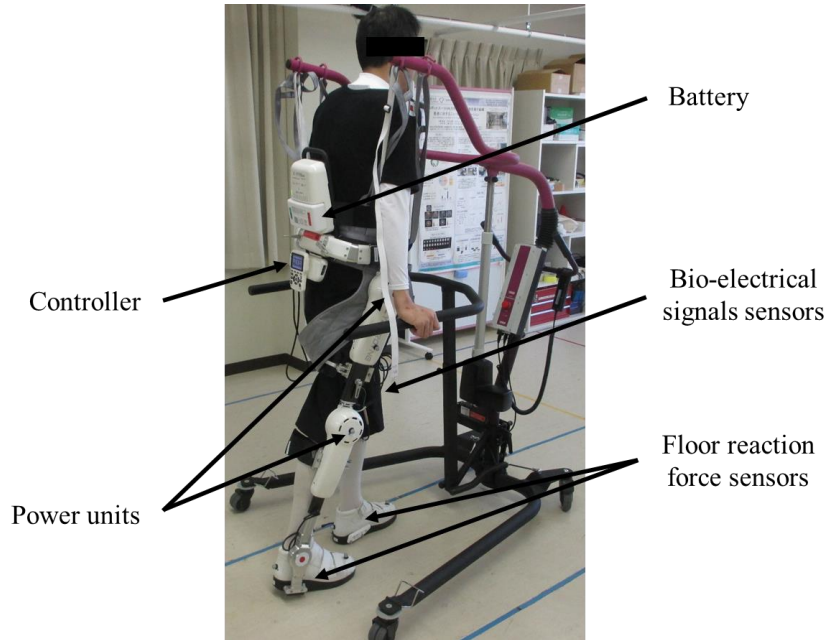 Battery
Controller
Bio-electrical
signals sensors
Floor reaction
force sensors
Power units